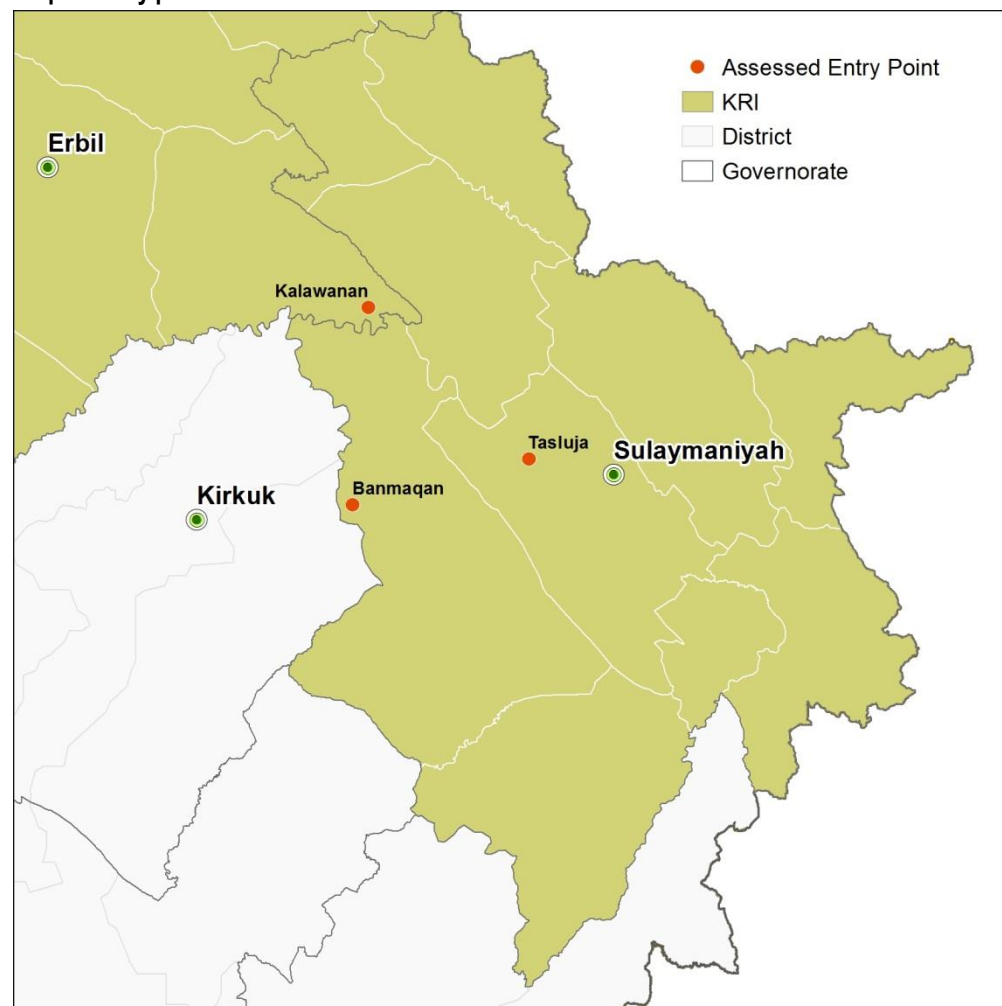 Assessed Entry Point
KRI
District
Governorate
Erbil
Kalawanan
Tasluja
Sulaymaniyah
Banmaqan
Kirkuk